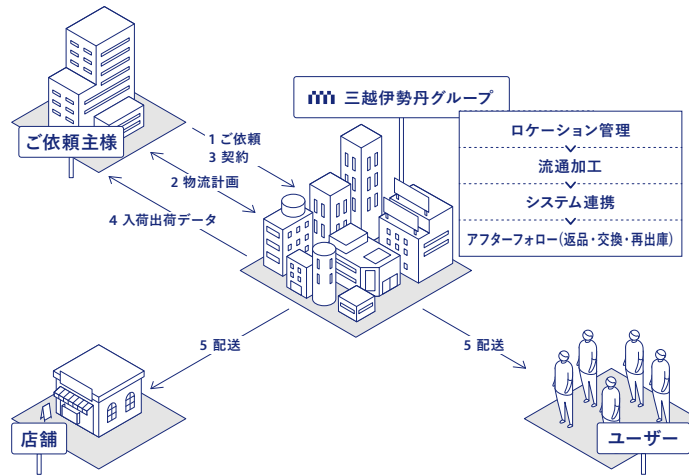 三越伊勢丹グループ
ご依頼主様
1 ご依頼
3 契約
2 物流計画
4 入荷出荷データ
ロケーション管理
流通加工
システム連携
アフターフォロー(返品・交換・再出庫)
5 配送
5 配送
店舗
ユーザー